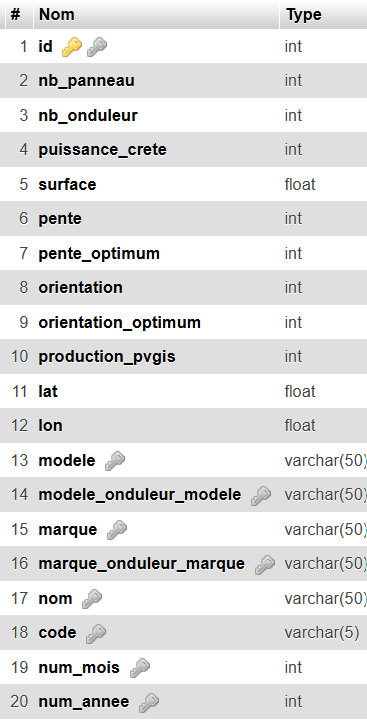 # Nom Type
1 id int
2 nb_panneau int
3 nb_onduleur int
4 puissance_crete int
5 surface float
6 pente int
7 pente_optimum int
8 orientation int
9 orientation_optimum int
10 production_pvgis int
11 lat float
12 lon float
13 modele varchar(50)
14 modele_onduleur_modele varchar(50)
15 marque varchar(50)
16 marque_onduleur_marque varchar(50)
17 nom varchar(50)
18 code varchar(5)
19 num_mois int
20 num_annee int